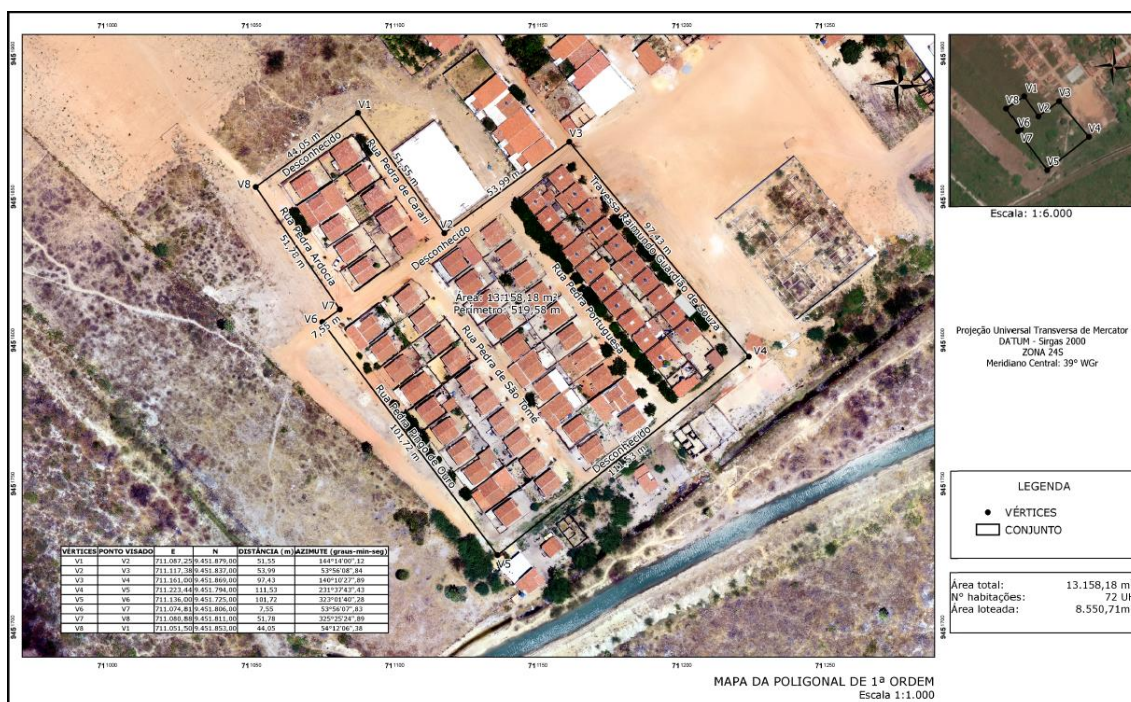 71¹⁰⁰⁰ 71¹⁰⁵⁰ 71¹¹⁰⁰ 71¹¹⁵⁰ 71¹²⁰⁰ 71¹²⁵⁰
V1
44,05 m
Desconhecido
Rua Pedra de Carari
51,55 m
V3
53,99 m
V8
Rua Pedra Ardocia
51,78 m
V2
Desconhecido
Travessa Raimundo Guardião de Souza
97,43 m
V7
V6
7,55 m
Área: 13.158,18 m²
Perímetro: 519,58 m
Rua Pedra Portuguesa
Rua Pedra de São Tomé
V4
Rua Pedra Pingo de Ouro
101,72 m
Desconhecido
111,53 m
V5
VÉRTICES PONTO VISADO E N DISTÂNCIA (m) AZIMUTE (graus-min-seg)
V1 V2 711.087,25 9.451.879,00 51,55 144°14'00",12
V2 V3 711.117,38 9.451.837,00 53,99 53°56'08",84
V3 V4 711.161,00 9.451.869,00 97,43 140°10'27",89
V4 V5 711.223,44 9.451.794,00 111,53 231°37'43",43
V5 V6 711.136,00 9.451.725,00 101,72 323°01'40",28
V6 V7 711.074,81 9.451.806,00 7,55 53°56'07",83
V7 V8 711.080,88 9.451.811,00 51,78 325°25'24",89
V8 V1 711.051,50 9.451.853,00 44,05 54°12'06",38
71¹⁰⁰⁰ 71¹⁰⁵⁰ 71¹¹⁰⁰ 71¹¹⁵⁰ 71¹²⁰⁰ 71¹²⁵⁰
V1
V8
V3
V2
V6
V7
V4
V5
Escala: 1:6.000
Projeção Universal Transversa de Mercator
DATUM - Sirgas 2000
ZONA 24S
Meridiano Central: 39° WGr
LEGENDA
VÉRTICES
CONJUNTO
Área total: 13.158,18 m²
N° habitações: 72 UH
Área loteada: 8.550,71m²
MAPA DA POLIGONAL DE 1ª ORDEM
Escala 1:1.000